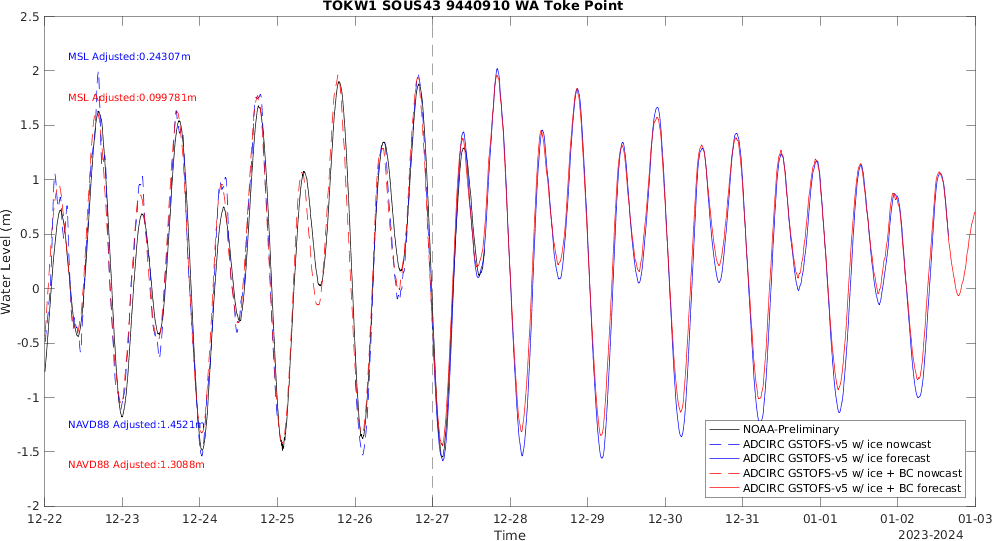 TOKW1 SOUS43 9440910 WA Toke Point
2.5
2
1.5
1
0.5
0
-0.5
-1
-1.5
-2
Water Level (m)
MSL Adjusted:0.24307m
MSL Adjusted:0.099781m
NAVD88 Adjusted:1.4521m
NAVD88 Adjusted:1.3088m
NOAA-Preliminary
ADCIRC GSTOFS-v5 w/ ice nowcast
ADCIRC GSTOFS-v5 w/ ice forecast
ADCIRC GSTOFS-v5 w/ ice + BC nowcast
ADCIRC GSTOFS-v5 w/ ice + BC forecast
12-22 12-23 12-24 12-25 12-26 12-27 12-28 12-29 12-30 12-31 01-01 01-02 01-03
Time
2023-2024